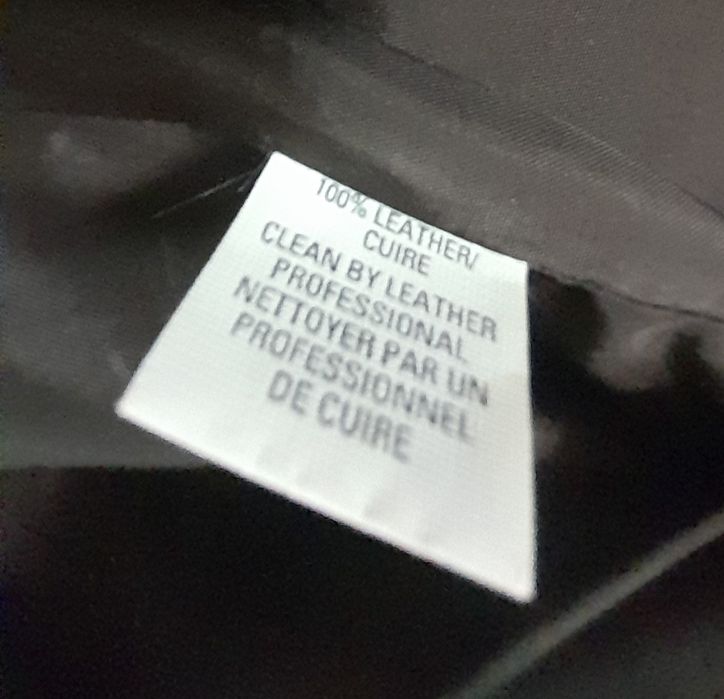 100% LEATHER/
CUIRE
CLEAN BY LEATHER
PROFESSIONAL
NETTOYER PAR UN
PROFESSIONNEL
DE CUIRE